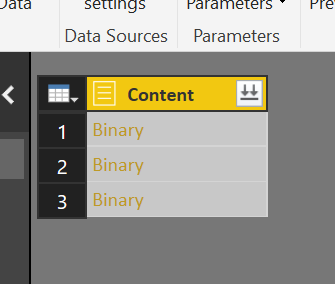 Data
settings
Parameters
Data Sources
Parameters
Content
1 Binary
2 Binary
3 Binary